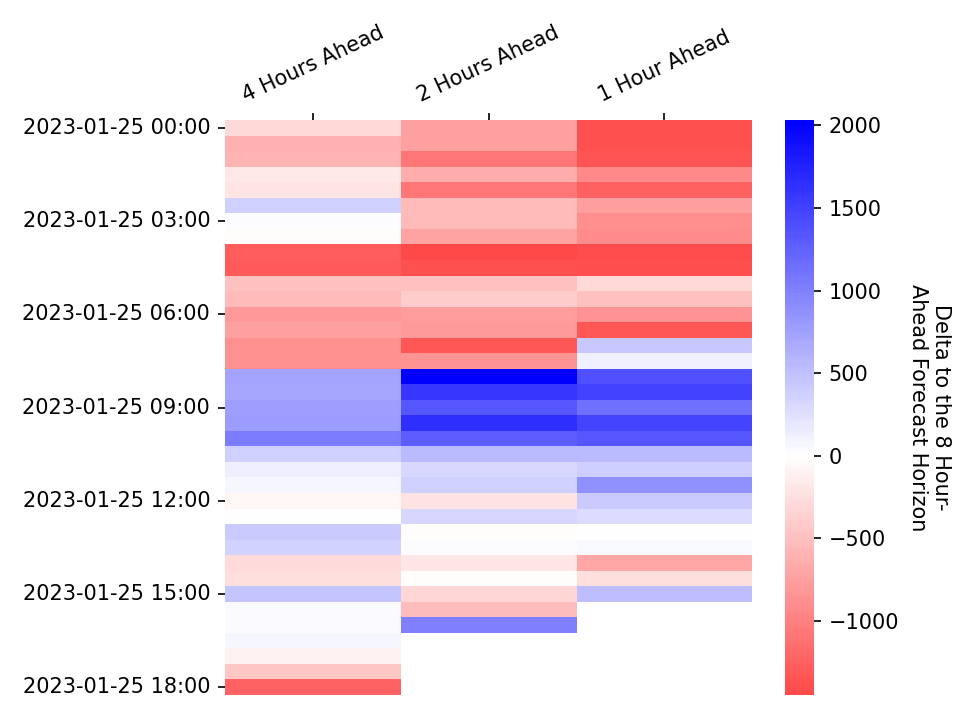 4 Hours Ahead
2 Hours Ahead
1 Hour Ahead
2023-01-25 00:00
2023-01-25 03:00
2023-01-25 06:00
2023-01-25 09:00
2023-01-25 12:00
2023-01-25 15:00
2023-01-25 18:00
2000
1500
1000
500
0
−500
−1000
Delta to the 8 Hour-
Ahead Forecast Horizon